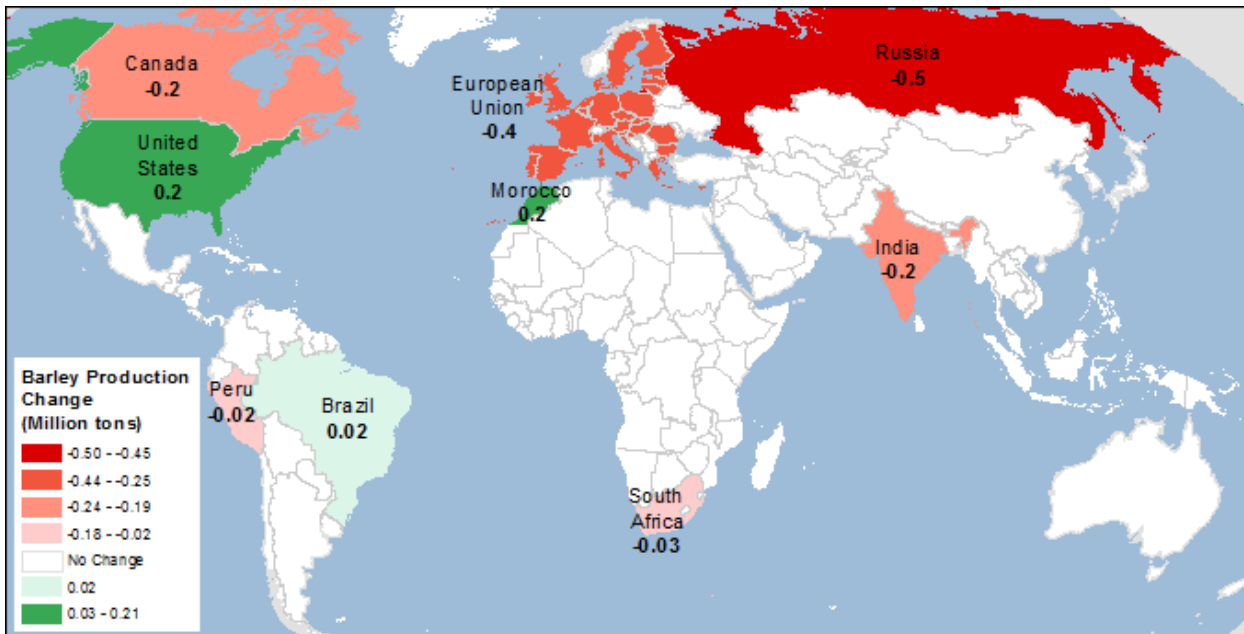 Canada
-0.2
United
States
0.2
European
Union
-0.4
Russia
-0.5
Morocco
0.2
India
-0.2
Peru
-0.02
Brazil
0.02
South
Africa
-0.03
Barley Production
Change
(Million tons)
-0.50 - -0.45
-0.44 - -0.25
-0.24 - -0.19
-0.18 - -0.02
No Change
0.02
0.03 - 0.21